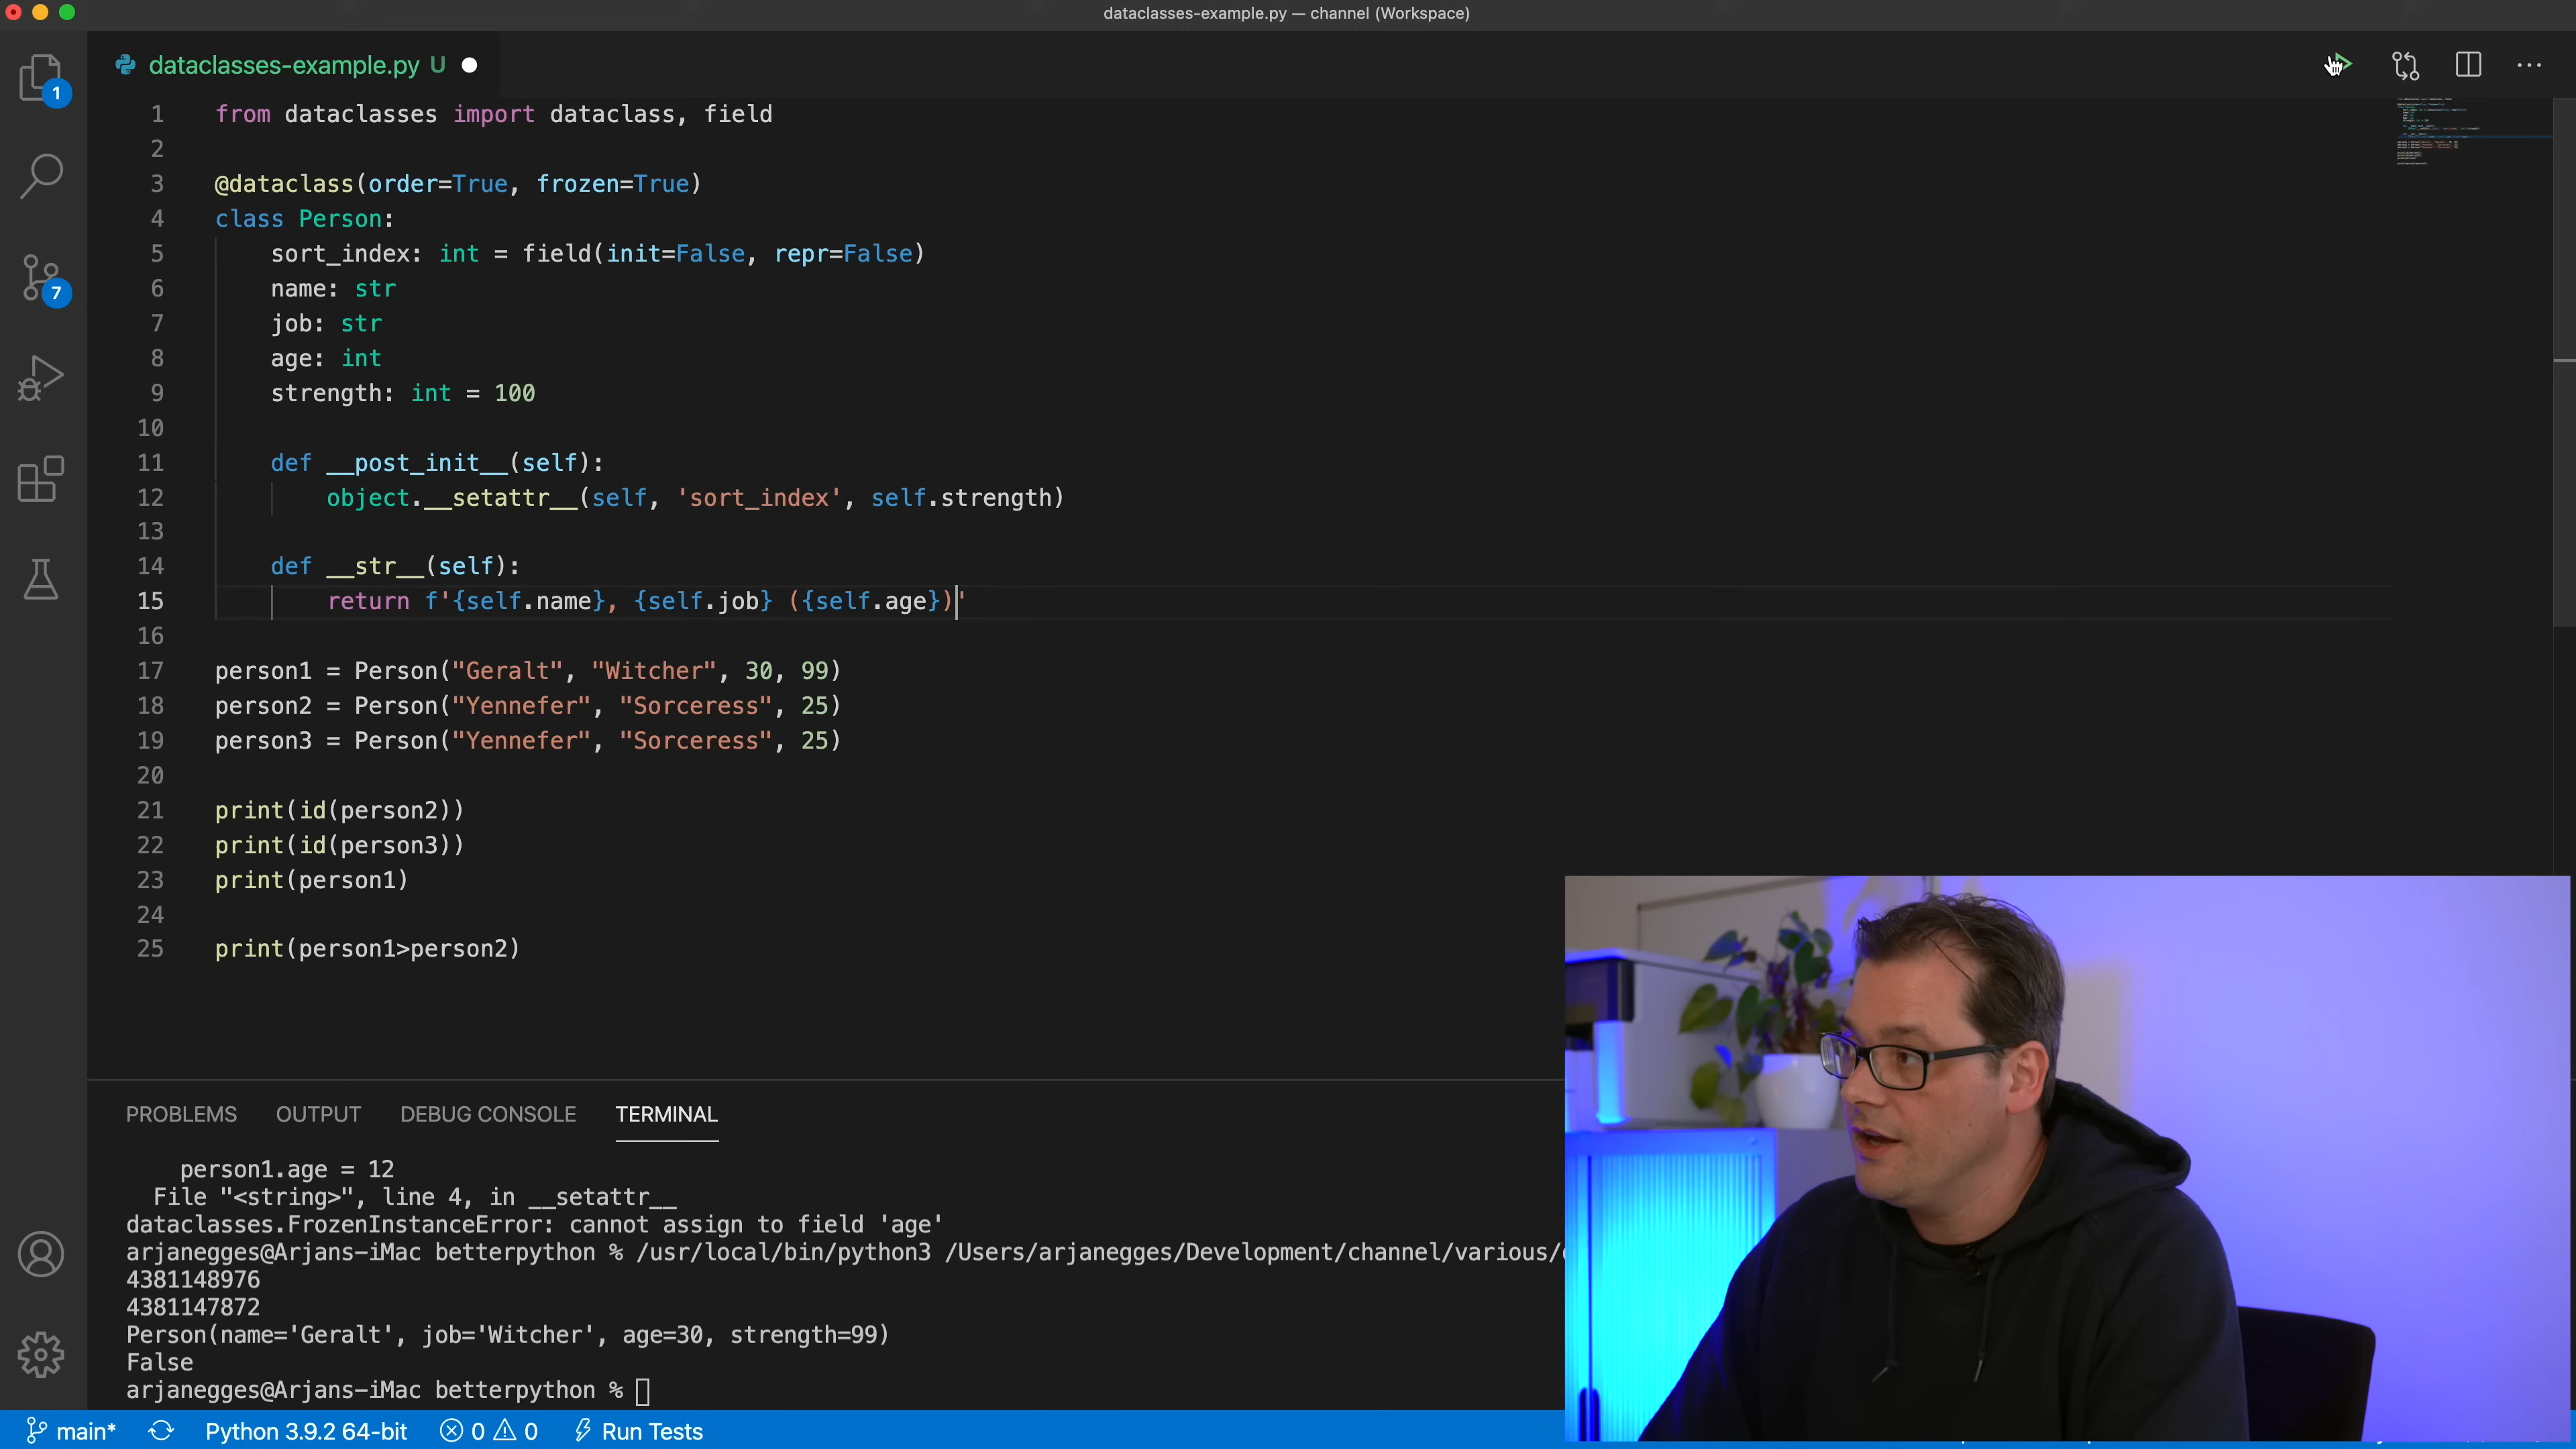 dataclasses-example.py — channel (Workspace)
dataclasses-example.py U
1 from dataclasses import dataclass, field
2
3 @dataclass(order=True, frozen=True)
4 class Person:
5 sort_index: int = field(init=False, repr=False)
6 name: str
7 job: str
8 age: int
9 strength: int = 100
10
11 def __post_init__(self):
12 object.__setattr__(self, 'sort_index', self.strength)
13
14 def __str__(self):
15 return f'{self.name}, {self.job} ({self.age})'
16
17 person1 = Person("Geralt", "Witcher", 30, 99)
18 person2 = Person("Yennefer", "Sorceress", 25)
19 person3 = Person("Yennefer", "Sorceress", 25)
20
21 print(id(person2))
22 print(id(person3))
23 print(person1)
24
25 print(person1>person2)
1
7
PROBLEMS OUTPUT DEBUG CONSOLE TERMINAL
person1.age = 12
File "<string>", line 4, in __setattr__
dataclasses.FrozenInstanceError: cannot assign to field 'age'
arjanegges@Arjans-iMac betterpython % /usr/local/bin/python3 /Users/arjanegges/Development/channel/various/
4381148976
4381147872
Person(name='Geralt', job='Witcher', age=30, strength=99)
False
arjanegges@Arjans-iMac betterpython %
main* Python 3.9.2 64-bit 0 0 Run Tests